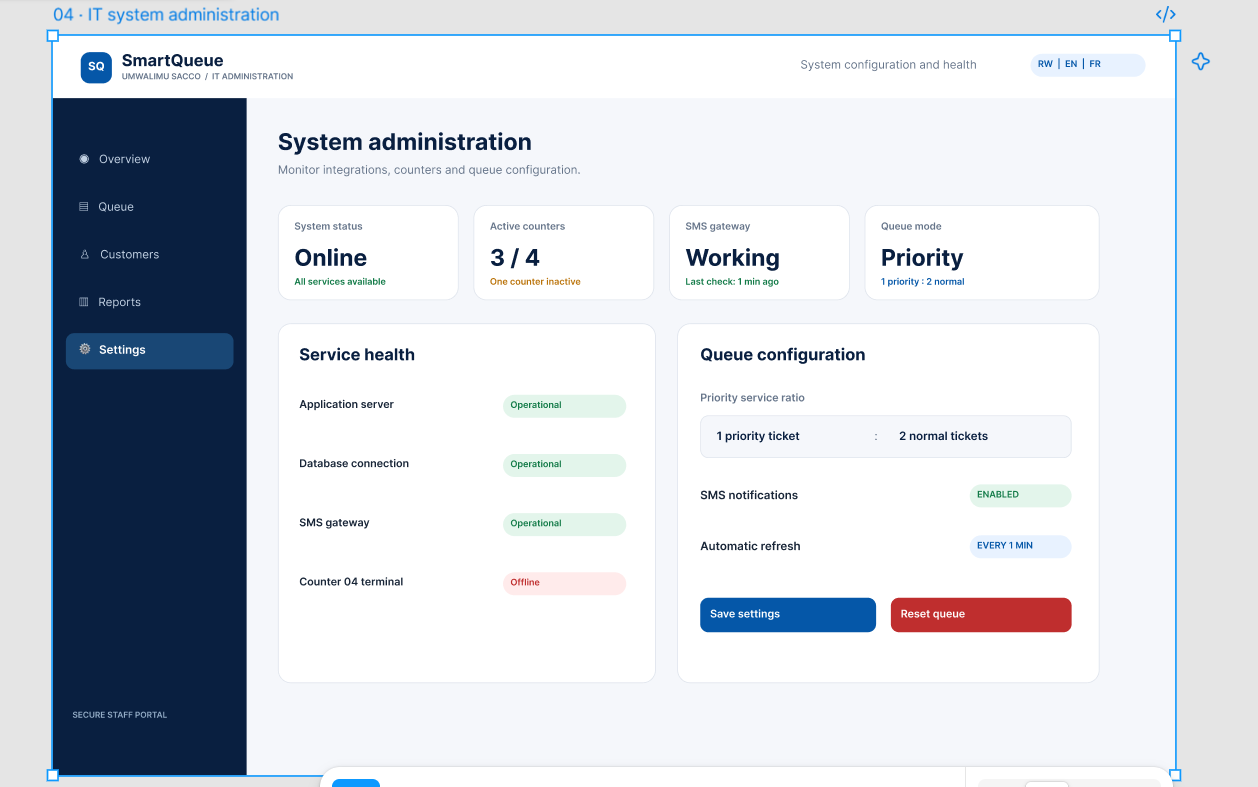 04 · IT system administration
</>
SQ
SmartQueue
UMWALIMU SACCO / IT ADMINISTRATION
System configuration and health
RW | EN | FR
Overview
Queue
Customers
Reports
Settings
SECURE STAFF PORTAL
System administration
Monitor integrations, counters and queue configuration.
System status
Online
All services available
Active counters
3 / 4
One counter inactive
SMS gateway
Working
Last check: 1 min ago
Queue mode
Priority
1 priority : 2 normal
Service health
Application server
Operational
Database connection
Operational
SMS gateway
Operational
Counter 04 terminal
Offline
Queue configuration
Priority service ratio
1 priority ticket : 2 normal tickets
SMS notifications
ENABLED
Automatic refresh
EVERY 1 MIN
Save settings
Reset queue